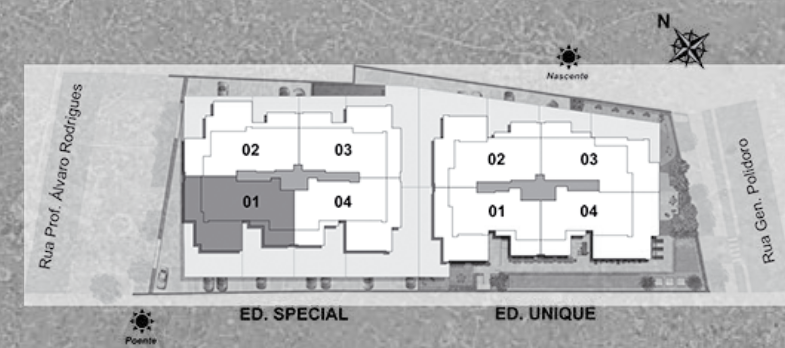 N
Nascente
Rua Prof. Álvaro Rodrigues
02
03
01
04
02
03
01
04
Rua Gen. Polidoro
ED. SPECIAL
ED. UNIQUE
Poente